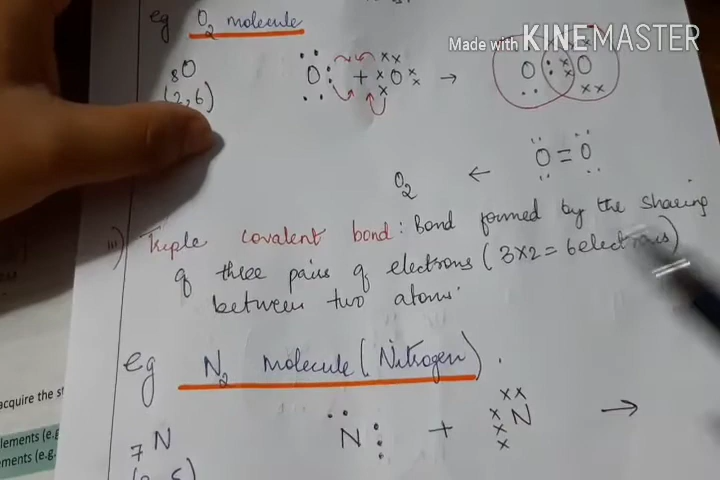 Made with KINEMASTER
eg O₂ molecule
₈O
(2,6)
O + O →
O O
O = O
O₂ ←
iii) Triple covalent bond: Bond formed by the sharing
of three pairs of electrons (3×2 = 6 electrons)
between two atoms.
eg N₂ molecule (Nitrogen).
₇N
N + N →
acquire the
lements (e.g
ments (e.g.